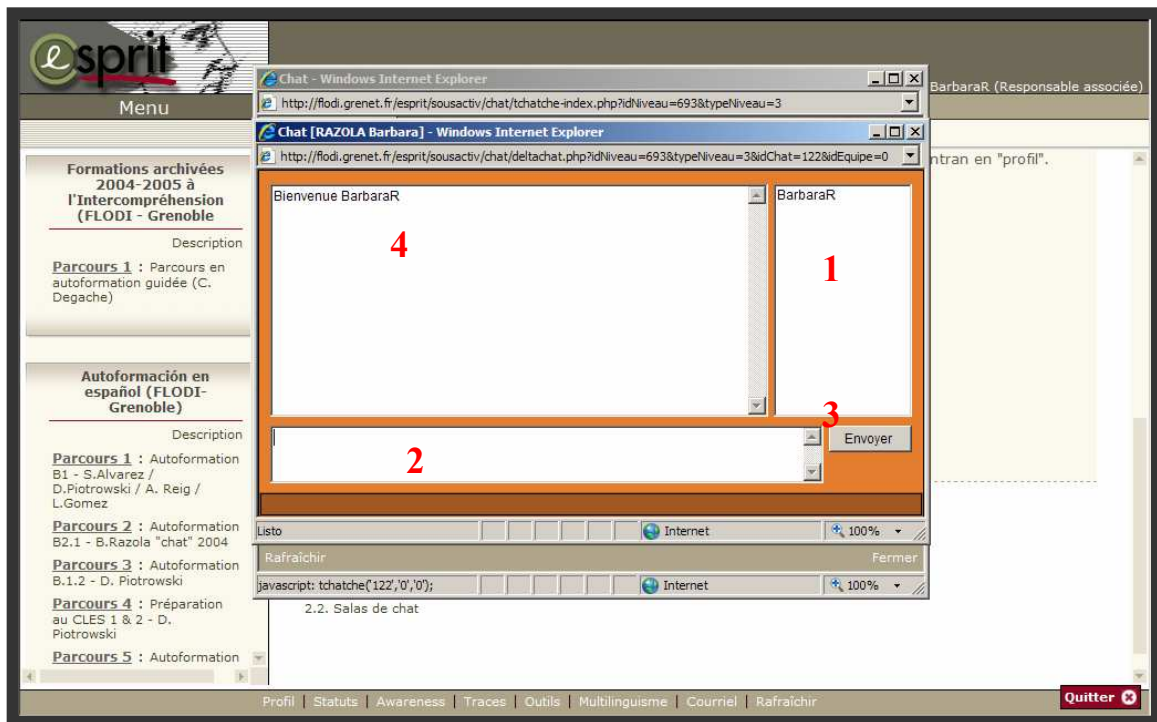 esprit
Menu
BarbaraR (Responsable associée)
Formations archivées
2004-2005 à
l'Intercompréhension
(FLODI - Grenoble
Description
Parcours 1 : Parcours en
autoformation guidée (C.
Degache)
Autoformación en
español (FLODI-
Grenoble)
Description
Parcours 1 : Autoformation
B1 - S.Alvarez /
D.Piotrowski / A. Reig /
L.Gomez
Parcours 2 : Autoformation
B2.1 - B.Razola "chat" 2004
Parcours 3 : Autoformation
B.1.2 - D. Piotrowski
Parcours 4 : Préparation
au CLES 1 & 2 - D.
Piotrowski
Parcours 5 : Autoformation
Chat - Windows Internet Explorer
http://flodi.grenet.fr/esprit/sousactiv/chat/tchatche-index.php?idNiveau=693&typeNiveau=3
Chat [RAZOLA Barbara] - Windows Internet Explorer
http://flodi.grenet.fr/esprit/sousactiv/chat/deltachat.php?idNiveau=693&typeNiveau=3&idChat=122&idEquipe=0
ntran en "profil".
Bienvenue BarbaraR
BarbaraR
4
1
3
Envoyer
2
Listo
Internet
100%
Rafraîchir
Fermer
javascript: tchatche('122','0','0');
Internet
100%
2.2. Salas de chat
Profil | Statuts | Awareness | Traces | Outils | Multilinguisme | Courriel | Rafraîchir
Quitter